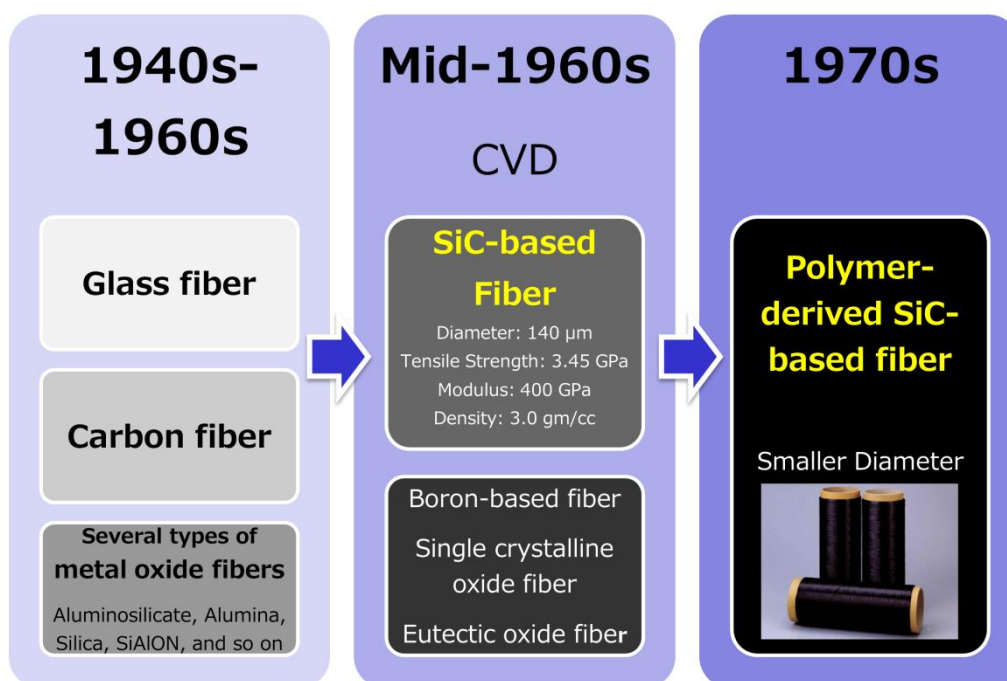 1940s-
1960s
Glass fiber
Carbon fiber
Several types of
metal oxide fibers
Aluminosilicate, Alumina,
Silica, SiAlON, and so on
Mid-1960s
CVD
SiC-based
Fiber
Diameter: 140 μm
Tensile Strength: 3.45 GPa
Modulus: 400 GPa
Density: 3.0 gm/cc
Boron-based fiber
Single crystalline
oxide fiber
Eutectic oxide fiber
1970s
Polymer-
derived SiC-
based fiber
Smaller Diameter